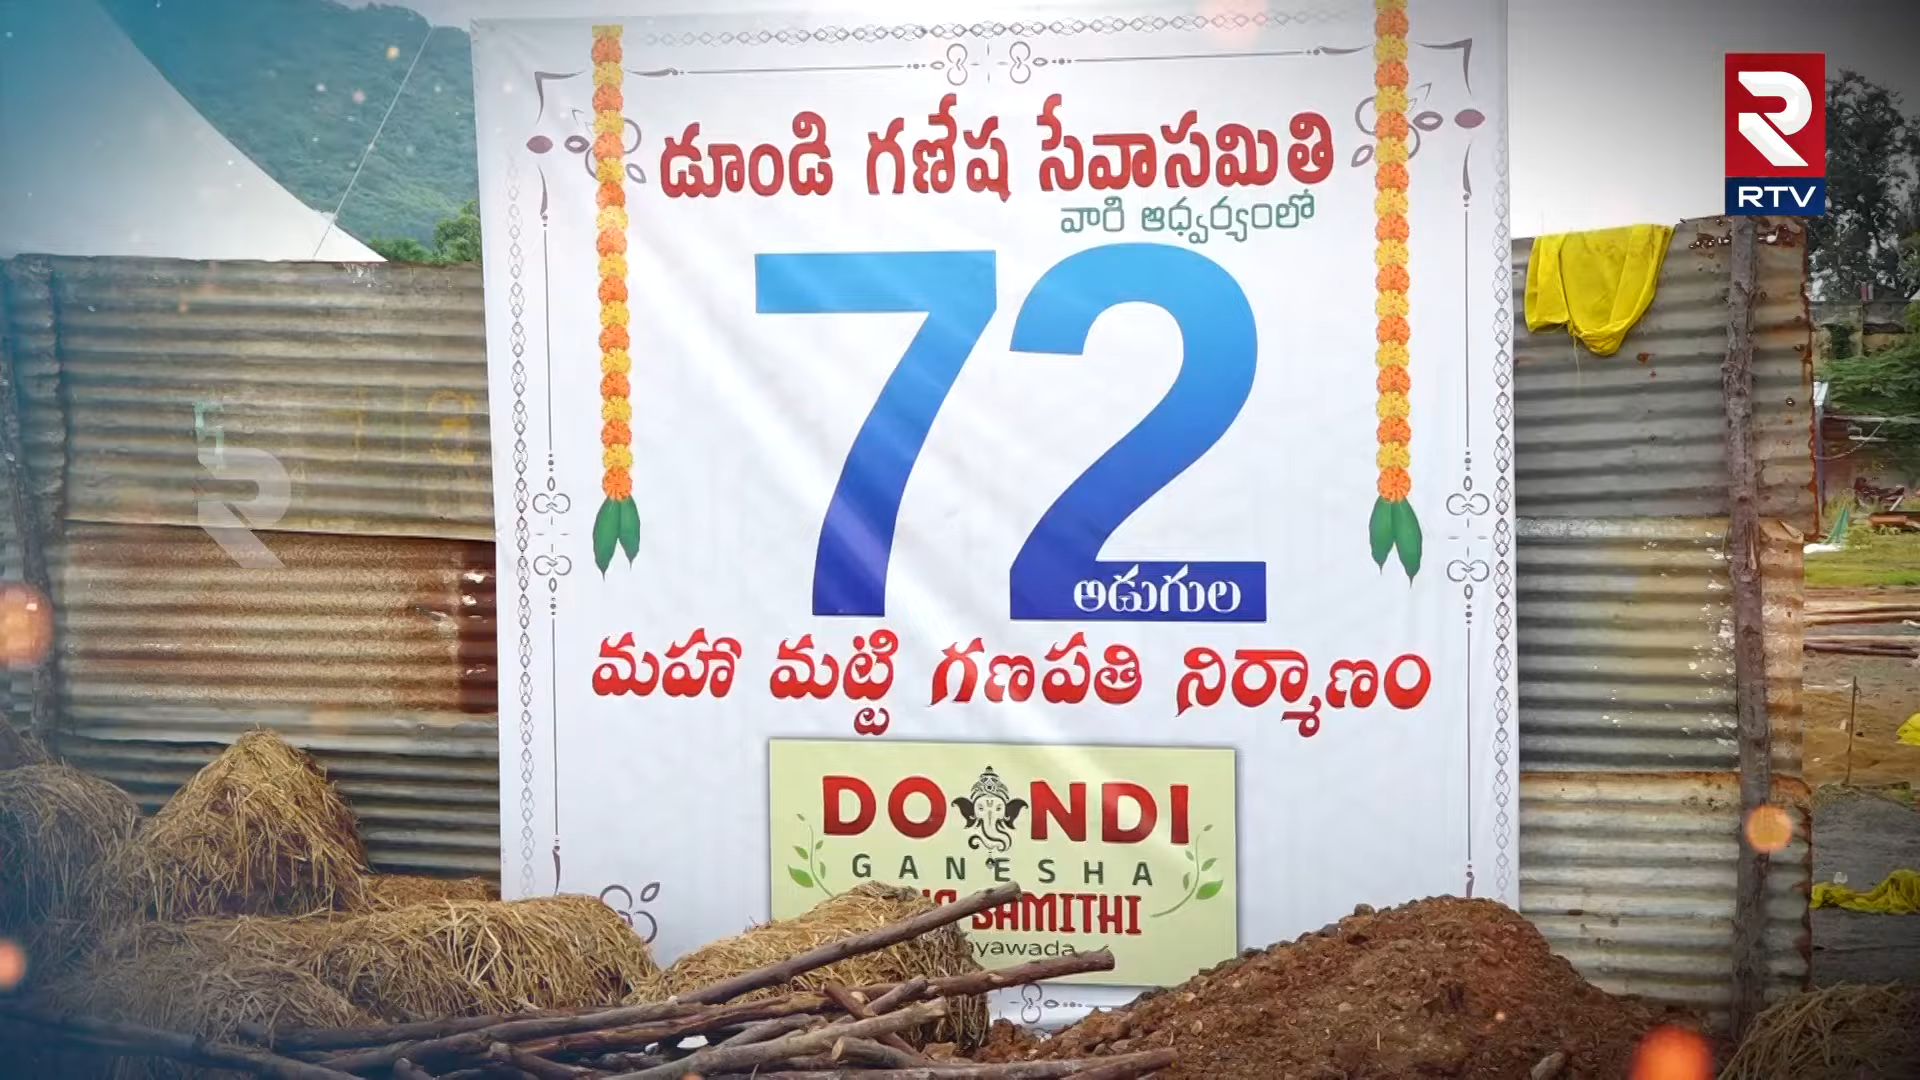 RTV
డూండి గణేష సేవాసమితి
వారి ఆధ్వర్యంలో
72
అడుగుల
మహా మట్టి గణపతి నిర్మాణం
DOONDI
GANESHA
SAMITHI